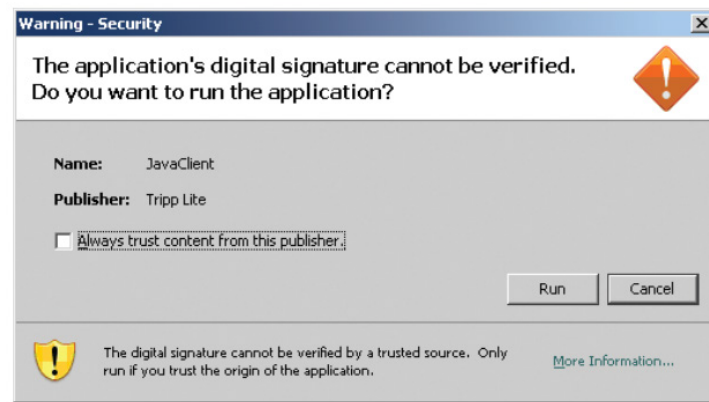 Warning - Security
The application's digital signature cannot be verified.
Do you want to run the application?
Name: JavaClient
Publisher: Tripp Lite
Always trust content from this publisher.
Run Cancel
The digital signature cannot be verified by a trusted source. Only
run if you trust the origin of the application.
More Information...